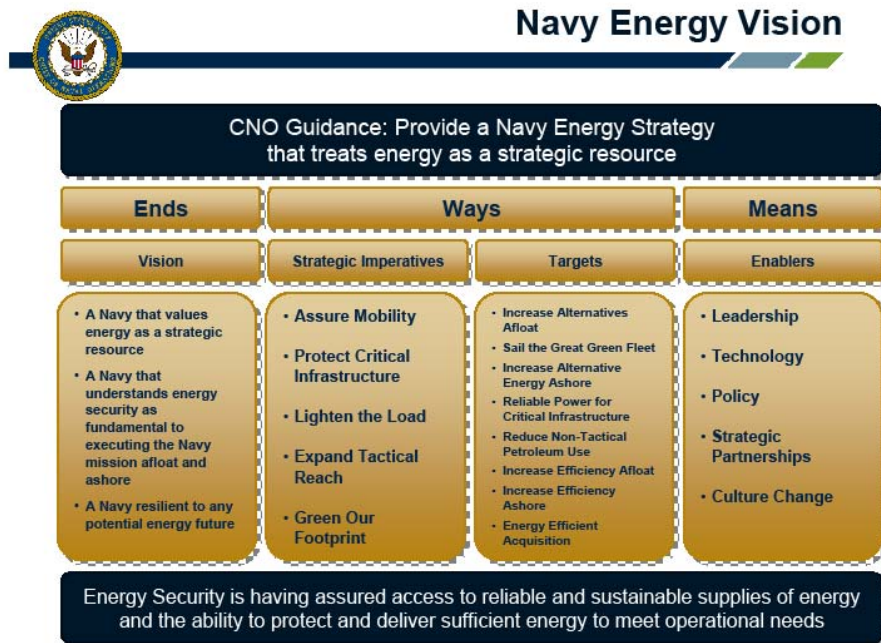 Navy Energy Vision
CNO Guidance: Provide a Navy Energy Strategy
that treats energy as a strategic resource
Ends
Ways
Means
Vision
Strategic Imperatives
Targets
Enablers
• A Navy that values
energy as a strategic
resource
• A Navy that
understands energy
security as
fundamental to
executing the Navy
mission afloat and
ashore
• A Navy resilient to any
potential energy future
• Assure Mobility
• Protect Critical
Infrastructure
• Lighten the Load
• Expand Tactical
Reach
• Green Our
Footprint
• Increase Alternatives
Afloat
• Sail the Great Green Fleet
• Increase Alternative
Energy Ashore
• Reliable Power for
Critical Infrastructure
• Reduce Non-Tactical
Petroleum Use
• Increase Efficiency Afloat
• Increase Efficiency
Ashore
• Energy Efficient
Acquisition
• Leadership
• Technology
• Policy
• Strategic
Partnerships
• Culture Change
Energy Security is having assured access to reliable and sustainable supplies of energy
and the ability to protect and deliver sufficient energy to meet operational needs